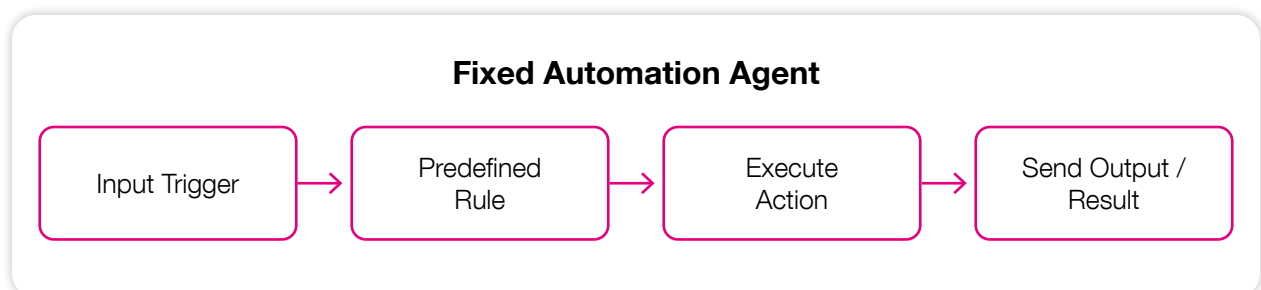 Fixed Automation Agent
Input Trigger
Predefined
Rule
Execute
Action
Send Output /
Result